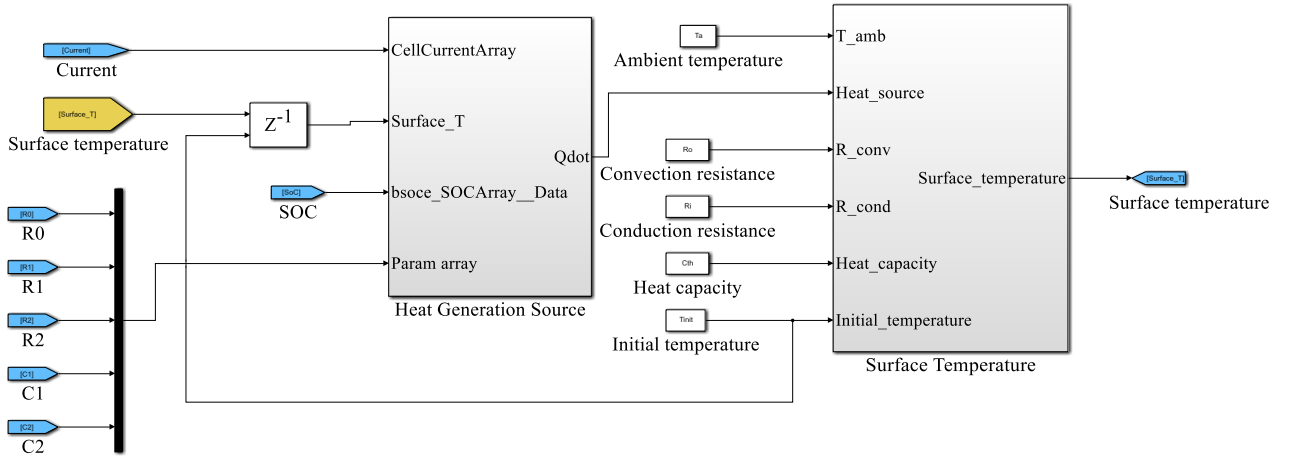 [Current]
Current
[Surface_T]
Surface temperature
Z-1
[SoC]
SOC
[R0]
R0
[R1]
R1
[R2]
R2
[C1]
C1
[C2]
C2
CellCurrentArray
Surface_T
Qdot
bsoce_SOCArray__Data
Param array
Heat Generation Source
Ta
Ambient temperature
Ro
Convection resistance
Ri
Conduction resistance
Cth
Heat capacity
Tinit
Initial temperature
T_amb
Heat_source
R_conv
Surface_temperature
R_cond
Heat_capacity
Initial_temperature
Surface Temperature
[Surface_T]
Surface temperature